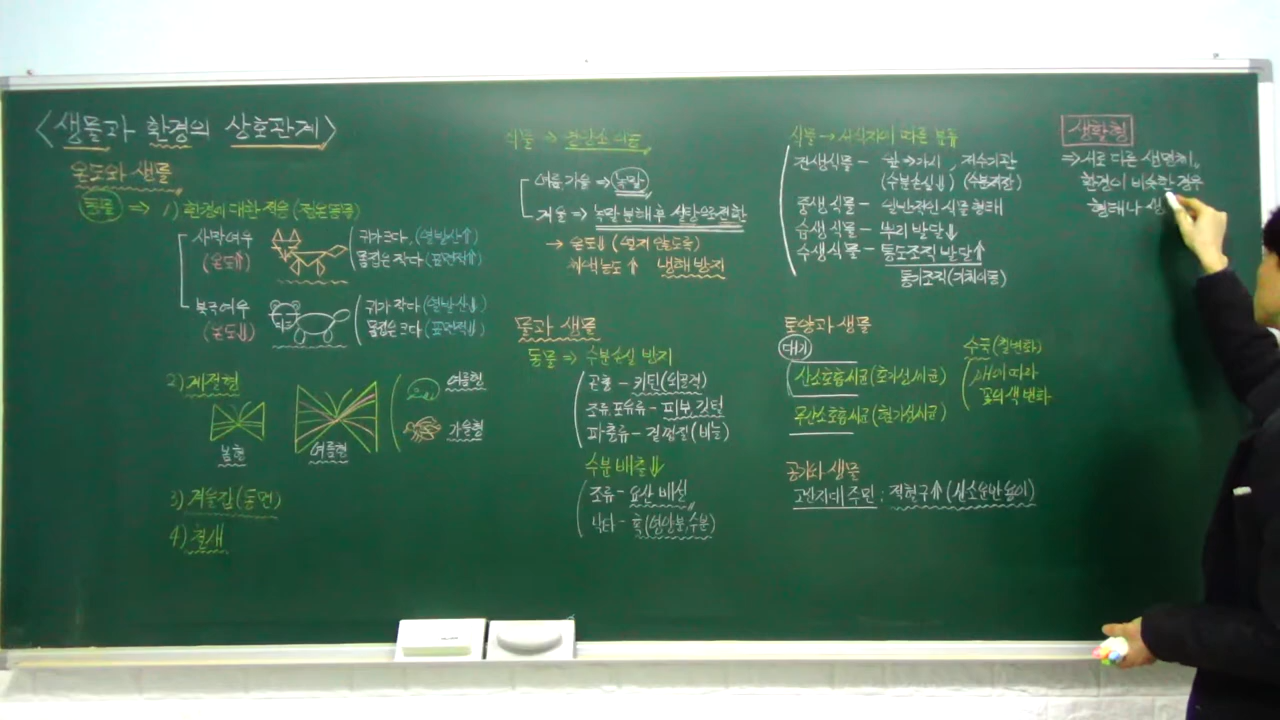 <생물과 환경의 상호관계>
온도와 생물
동물 ⇒ 1) 환경에 대한 적응 (정온동물)
사막여우
(온도↑)
귀가 크다, (열방산↑)
몸집은 작다 (표면적↑)
북극여우
(온도↓)
귀가 작다 (열방산↓)
몸집은 크다 (표면적↓)
2) 계절형
봄형
여름형
여름형
가을형
3) 겨울잠 (동면)
4) 철새
식물 ⇒
여름, 가을 ⇒ 녹말
겨울 ⇒ 녹말 분해 후 설탕으로 전환
→ 온도↓ (얼지 않도록)
세포액농도↑ 냉해 방지
물과 생물
동물 ⇒ 수분손실 방지
곤충 - 키틴 (외골격)
조류, 포유류 - 피부, 깃털
파충류 - 겉껍질 (비늘)
수분 배출↓
조류 - 요산 배설
낙타 - 혹 (영양분, 수분)
식물 → 서식지에 따른 분류
건생식물 - 잎→가시, 저수기관
(수분손실↓) (수분저장)
중생식물 - 일반적인 식물 형태
습생식물 - 뿌리 발달↓
수생식물 - 통도조직 발달↑
통기조직 (기체이동)
토양과 생물
대기
산소호흡세균 (호기성세균)
무산소호흡세균 (혐기성세균)
수국 (색변화)
pH에 따라
꽃의 색 변화
공기와 생물
고산지대 주민 : 적혈구↑ (산소운반 용이)
생활형
⇒ 서로 다른 생명체,
환경이 비슷한 경우
형태나 생